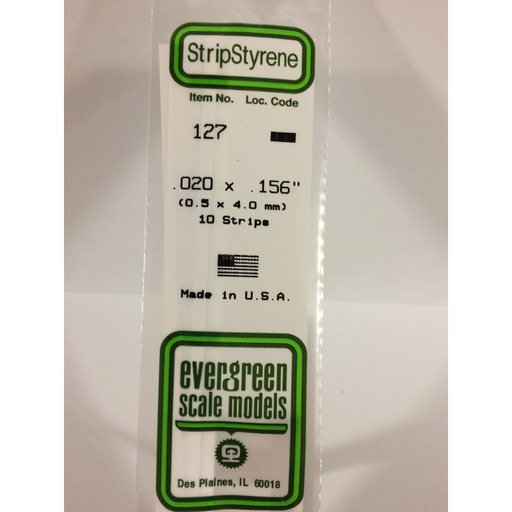 StripStyrene
Item No. Loc. Code
127
.020 x .156"
(0.5 x 4.0 mm)
10 Strips
Made in U.S.A.
evergreen
scale models
Des Plaines, IL 60018